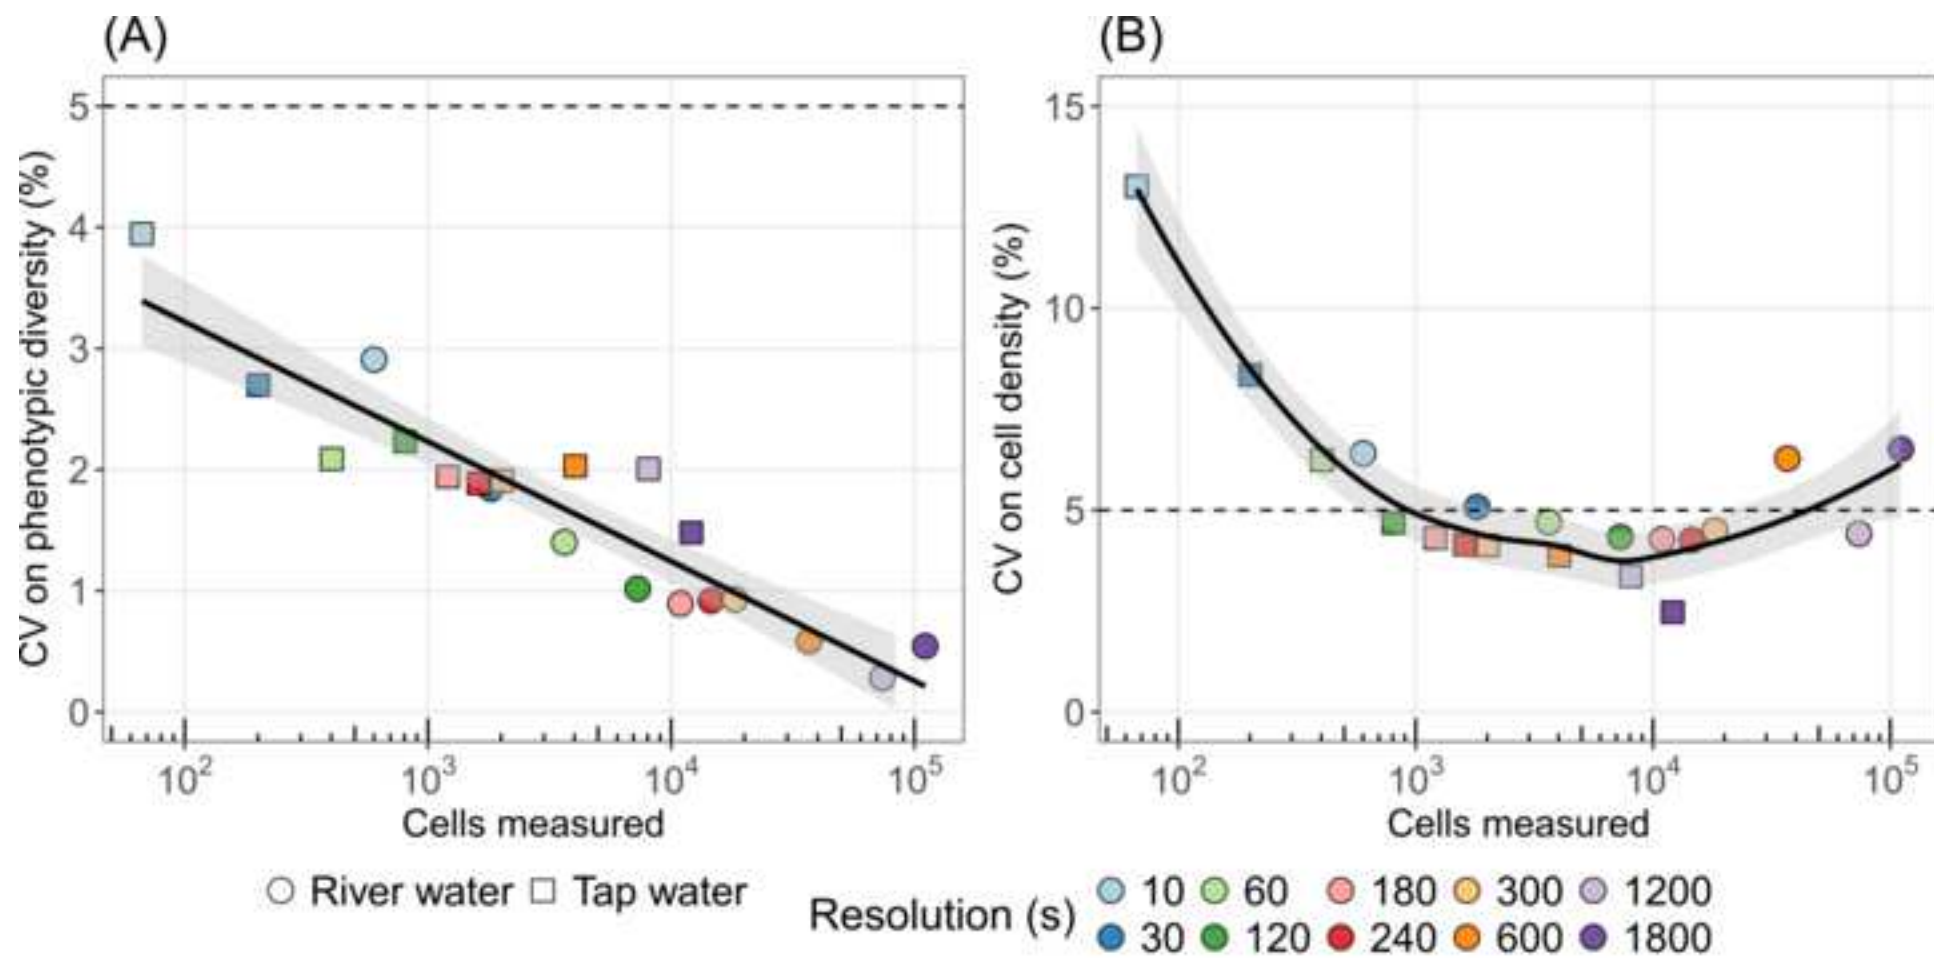 (A)
CV on phenotypic diversity (%)
5
4
3
2
1
0
10² 10³ 10⁴ 10⁵
Cells measured
(B)
CV on cell density (%)
15
10
5
0
10² 10³ 10⁴ 10⁵
Cells measured
River water Tap water
Resolution (s)
10 60 180 300 1200
30 120 240 600 1800